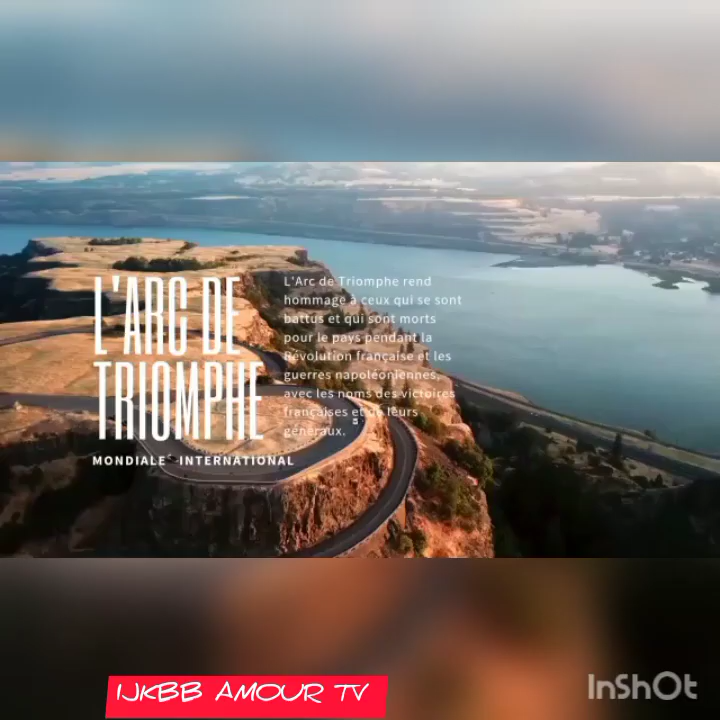 L'ARC DE
TRIOMPHE
MONDIALE INTERNATIONAL
L'Arc de Triomphe rend
hommage à ceux qui se sont
battus et qui sont morts
pour le pays pendant la
Révolution française et les
guerres napoléoniennes,
avec les noms des victoires
françaises et de leurs
généraux,
IJKBB AMOUR TV
InShOt